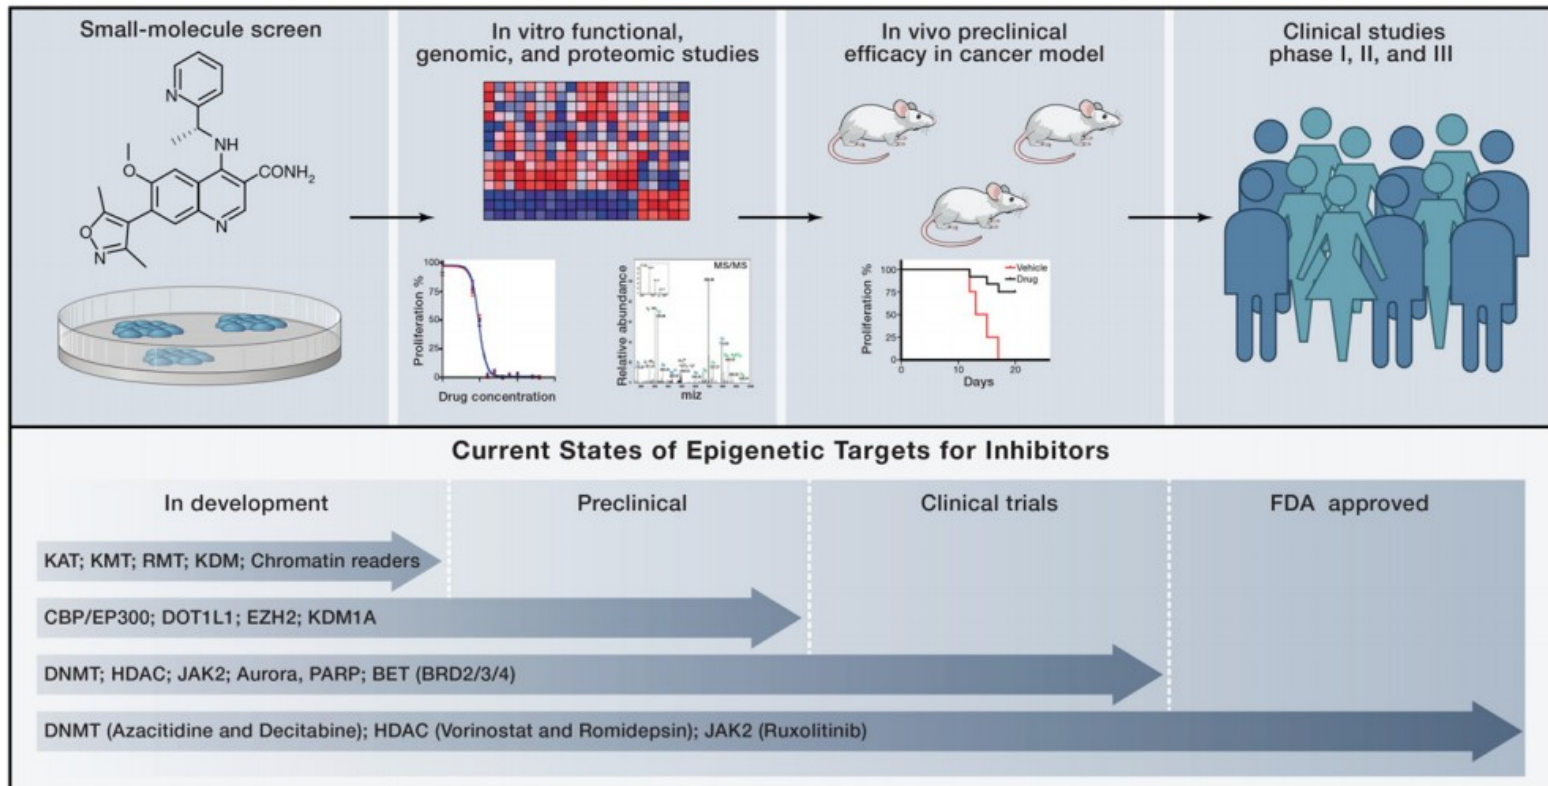 Small-molecule screen
N
NH
O
CONH2
N
O
N
In vitro functional,
genomic, and proteomic studies
Proliferation %
100
75
50
25
0
Drug concentration
MS/MS
Relative abundance
miz
In vivo preclinical
efficacy in cancer model
Proliferation %
100
75
50
25
0
0
10
20
Days
Vehicle
Drug
Clinical studies
phase I, II, and III
Current States of Epigenetic Targets for Inhibitors
In development
Preclinical
Clinical trials
FDA approved
KAT; KMT; RMT; KDM; Chromatin readers
CBP/EP300; DOT1L1; EZH2; KDM1A
DNMT; HDAC; JAK2; Aurora, PARP; BET (BRD2/3/4)
DNMT (Azacitidine and Decitabine); HDAC (Vorinostat and Romidepsin); JAK2 (Ruxolitinib)